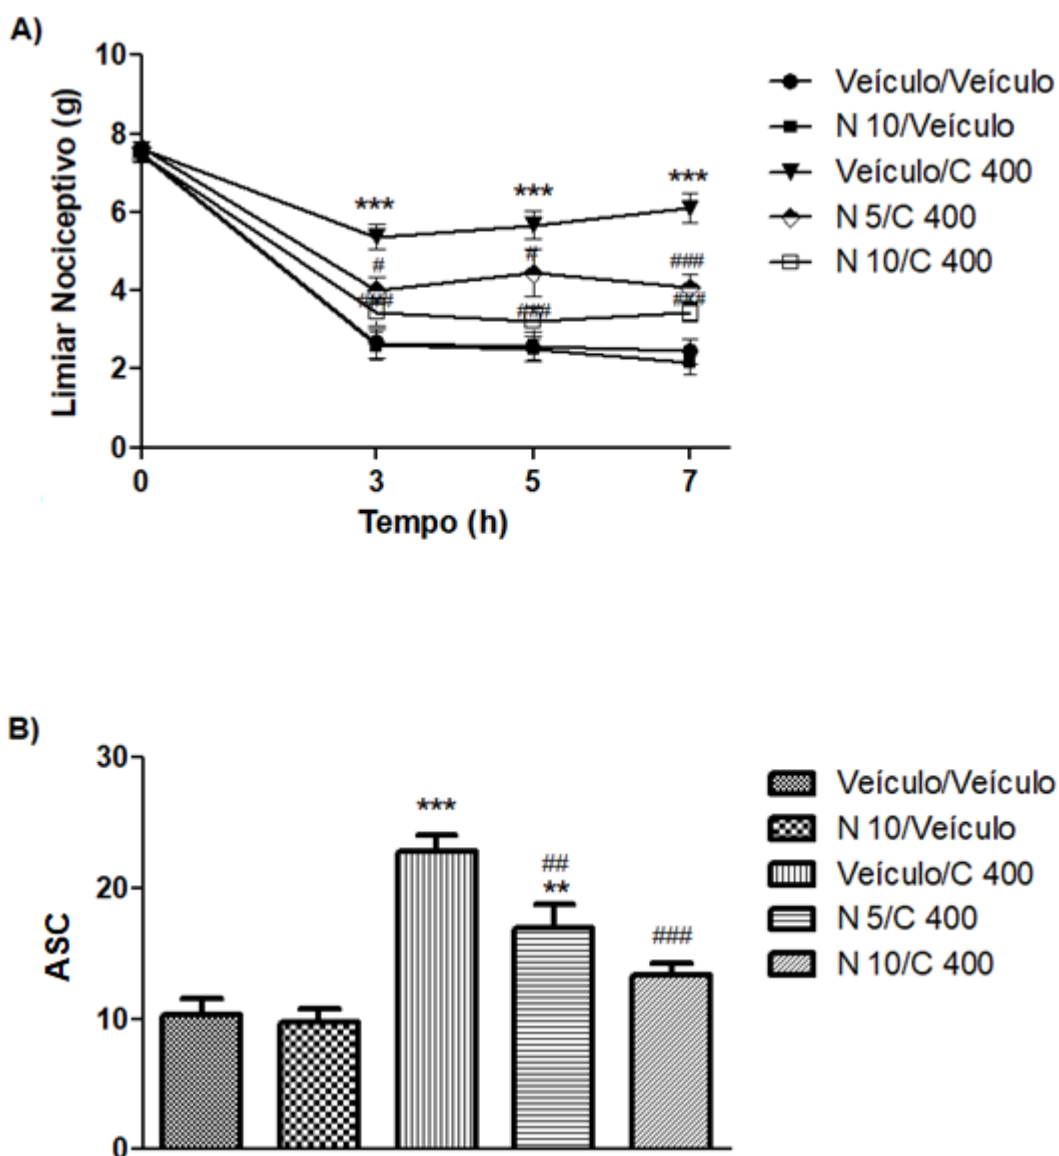 A)
Limiar Nociceptivo (g)
10
8
6
4
2
0
***
***
***
#
#
###
###
###
###
0 3 5 7
Tempo (h)
Veículo/Veículo
N 10/Veículo
Veículo/C 400
N 5/C 400
N 10/C 400
B)
ASC
30
20
10
0
***
##
**
###
Veículo/Veículo
N 10/Veículo
Veículo/C 400
N 5/C 400
N 10/C 400